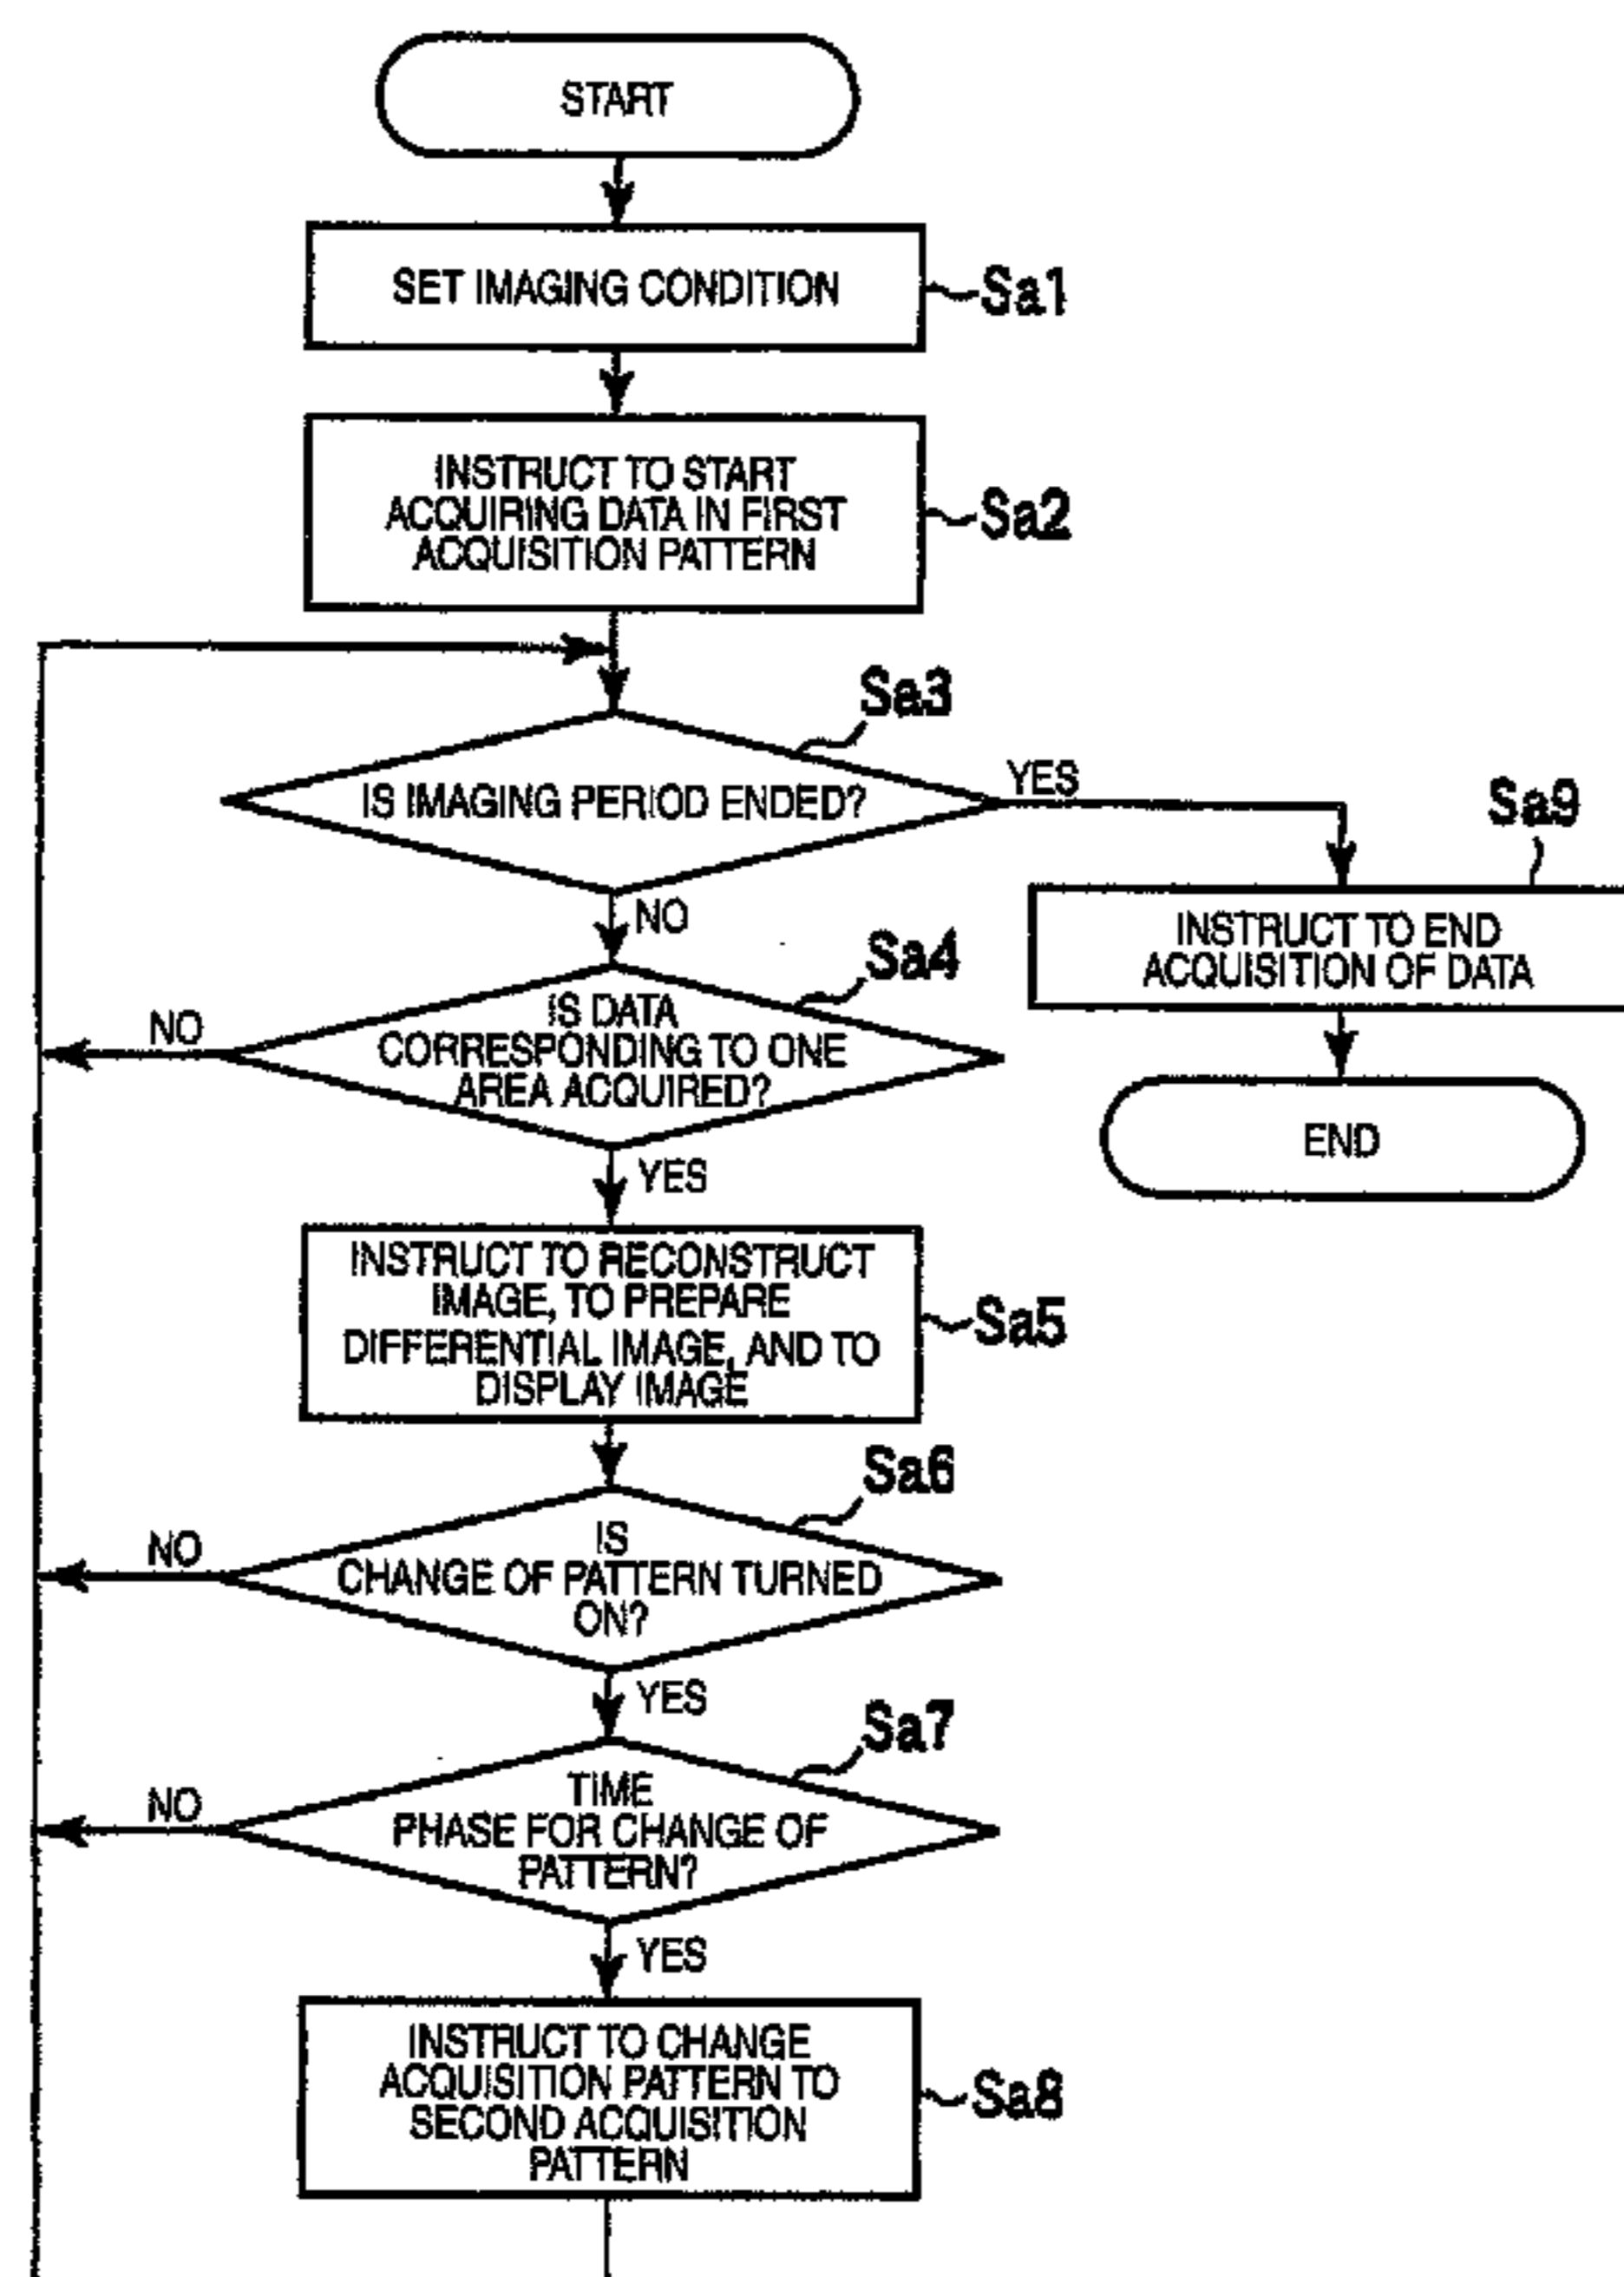 START
SET IMAGING CONDITION
Sa1
INSTRUCT TO START
ACQUIRING DATA IN FIRST
ACQUISITION PATTERN
Sa2
Sa3
IS IMAGING PERIOD ENDED?
YES
NO
Sa9
INSTRUCT TO END
ACQUISITION OF DATA
END
Sa4
IS DATA
CORRESPONDING TO ONE
AREA ACQUIRED?
NO
YES
INSTRUCT TO RECONSTRUCT
IMAGE, TO PREPARE
DIFFERENTIAL IMAGE, AND TO
DISPLAY IMAGE
Sa5
Sa6
IS
CHANGE OF PATTERN TURNED
ON?
NO
YES
Sa7
TIME
PHASE FOR CHANGE OF
PATTERN?
NO
YES
INSTRUCT TO CHANGE
ACQUISITION PATTERN TO
SECOND ACQUISITION
PATTERN
Sa8